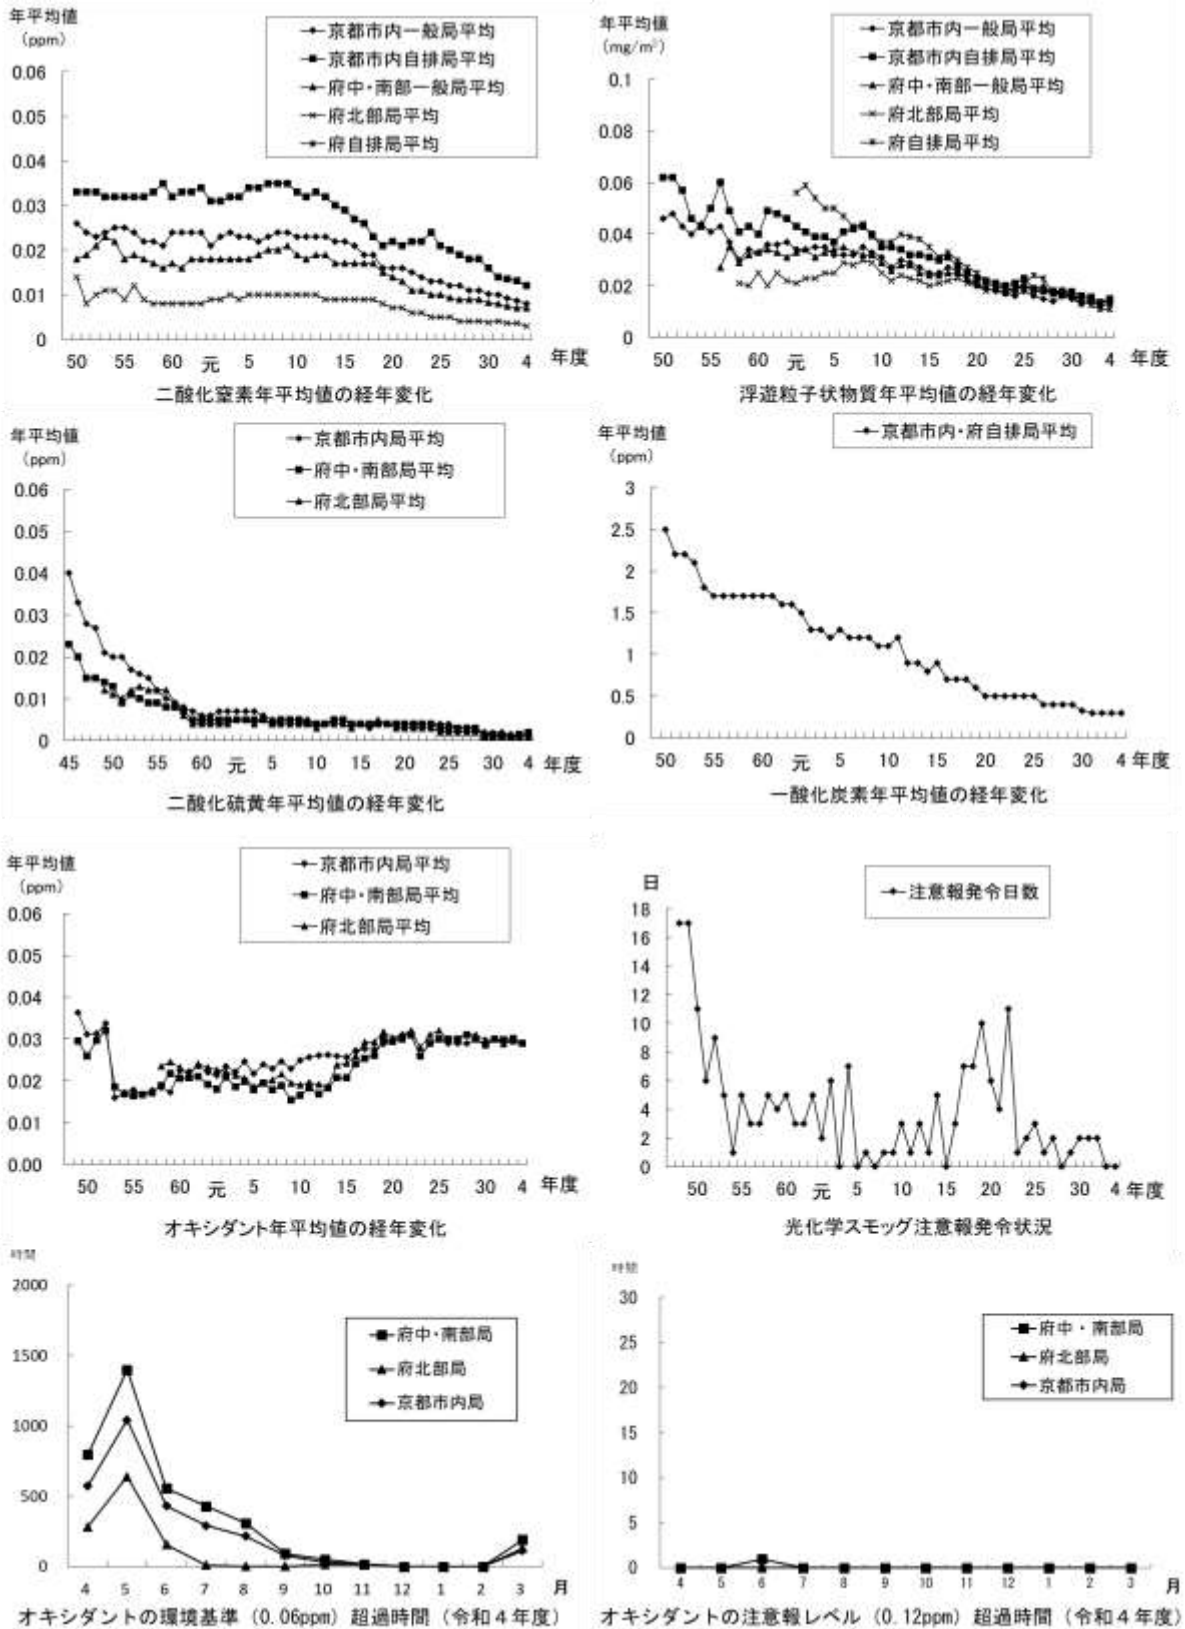 年平均値
(ppm)
京都市内一般局平均
京都市内自排局平均
府中・南部一般局平均
府北部局平均
府自排局平均
0.06
0.05
0.04
0.03
0.02
0.01
0
50 55 60 元 5 10 15 20 25 30 4 年度
二酸化窒素年平均値の経年変化
年平均値
(mg/m³)
京都市内一般局平均
京都市内自排局平均
府中・南部一般局平均
府北部局平均
府自排局平均
0.1
0.08
0.06
0.04
0.02
0
50 55 60 元 5 10 15 20 25 30 4 年度
浮遊粒子状物質年平均値の経年変化
年平均値
(ppm)
京都市内局平均
府中・南部局平均
府北部局平均
0.06
0.05
0.04
0.03
0.02
0.01
0
45 50 55 60 元 5 10 15 20 25 30 4 年度
二酸化硫黄年平均値の経年変化
年平均値
(ppm)
京都市内・府自排局平均
3
2.5
2
1.5
1
0.5
0
50 55 60 元 5 10 15 20 25 30 4 年度
一酸化炭素年平均値の経年変化
年平均値
(ppm)
京都市内局平均
府中・南部局平均
府北部局平均
0.06
0.05
0.04
0.03
0.02
0.01
0.00
50 55 60 元 5 10 15 20 25 30 4 年度
オキシダント年平均値の経年変化
日
注意報発令日数
18
16
14
12
10
8
6
4
2
0
50 55 60 元 5 10 15 20 25 30 4 年度
光化学スモッグ注意報発令状況
時間
府中・南部局
府北部局
京都市内局
2000
1500
1000
500
0
4 5 6 7 8 9 10 11 12 1 2 3 月
オキシダントの環境基準(0.06ppm)超過時間(令和4年度)
時間
府中・南部局
府北部局
京都市内局
30
25
20
15
10
5
0
4 5 6 7 8 9 10 11 12 1 2 3 月
オキシダントの注意報レベル(0.12ppm)超過時間(令和4年度)